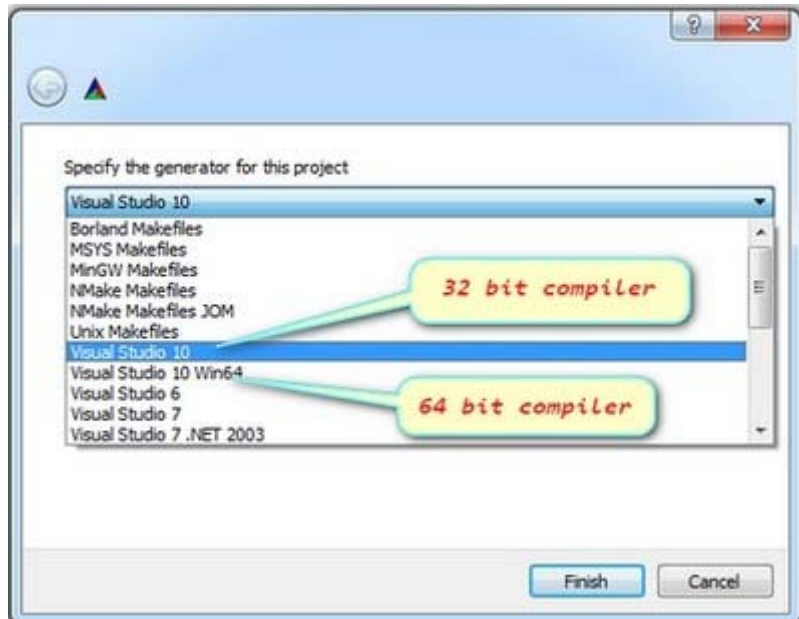 ?
X
Specify the generator for this project
Visual Studio 10
Borland Makefiles
MSYS Makefiles
MinGW Makefiles
NMake Makefiles
NMake Makefiles JOM
Unix Makefiles
Visual Studio 10
Visual Studio 10 Win64
Visual Studio 6
Visual Studio 7
Visual Studio 7 .NET 2003
32 bit compiler
64 bit compiler
Finish
Cancel